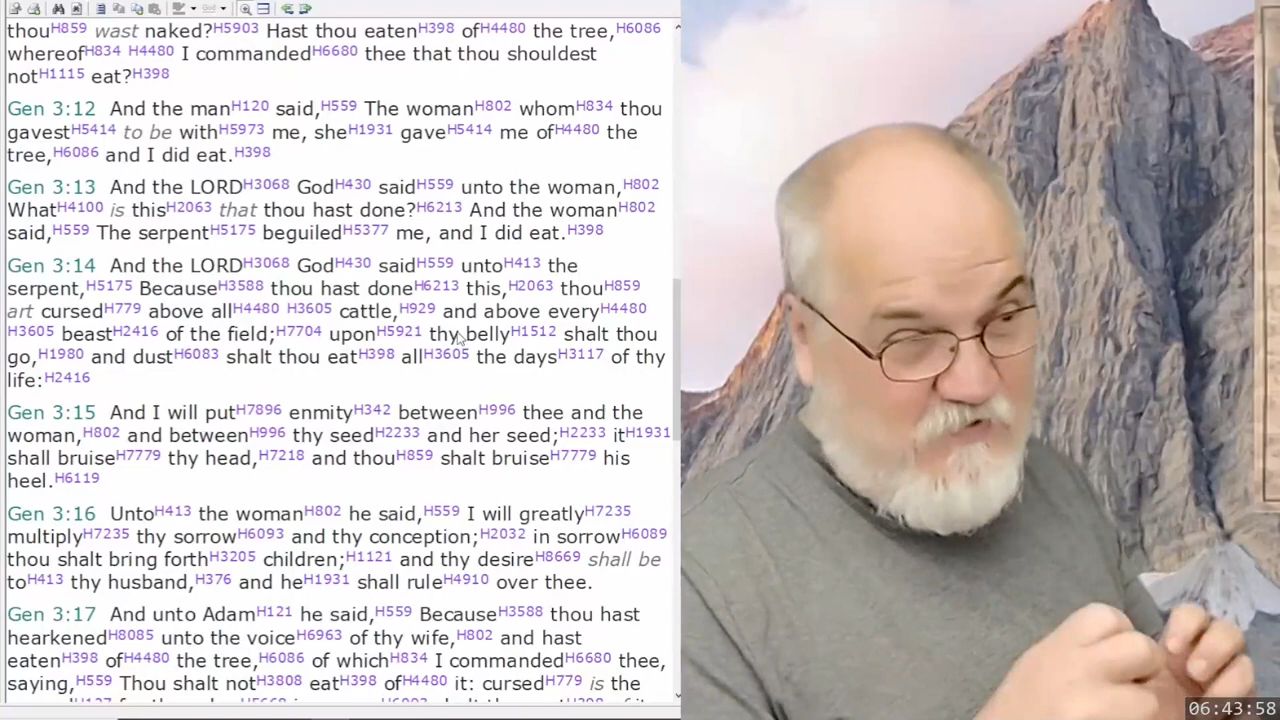 thouH859 wast naked?H5903 Hast thou eatenH398 ofH4480 the tree,H6086
whereofH834 H4480 I commandedH6680 thee that thou shouldest
notH1115 eat?H398
Gen 3:12 And the manH120 said,H559 The womanH802 whomH834 thou
gavestH5414 to be withH5973 me, sheH1931 gaveH5414 me ofH4480 the
tree,H6086 and I did eat.H398
Gen 3:13 And the LORDH3068 GodH430 saidH559 unto the woman,H802
WhatH4100 is thisH2063 that thou hast done?H6213 And the womanH802
said,H559 The serpentH5175 beguiledH5377 me, and I did eat.H398
Gen 3:14 And the LORDH3068 GodH430 saidH559 untoH413 the
serpent,H5175 BecauseH3588 thou hast doneH6213 this,H2063 thouH859
art cursedH779 above allH4480 H3605 cattle,H929 and above everyH4480
H3605 beastH2416 of the field;H7704 uponH5921 thy bellyH1512 shalt thou
go,H1980 and dustH6083 shalt thou eatH398 allH3605 the daysH3117 of thy
life:H2416
Gen 3:15 And I will putH7896 enmityH342 betweenH996 thee and the
woman,H802 and betweenH996 thy seedH2233 and her seed;H2233 itH1931
shall bruiseH7779 thy head,H7218 and thouH859 shalt bruiseH7779 his
heel.H6119
Gen 3:16 UntoH413 the womanH802 he said,H559 I will greatlyH7235
multiplyH7235 thy sorrowH6093 and thy conception;H2032 in sorrowH6089
thou shalt bring forthH3205 children;H1121 and thy desireH8669 shall be
toH413 thy husband,H376 and heH1931 shall ruleH4910 over thee.
Gen 3:17 And unto AdamH121 he said,H559 BecauseH3588 thou hast
hearkenedH8085 unto the voiceH6963 of thy wife,H802 and hast
eatenH398 ofH4480 the tree,H6086 of whichH834 I commandedH6680 thee,
saying,H559 Thou shalt notH3808 eatH398 ofH4480 it: cursedH779 is the
06:43:58